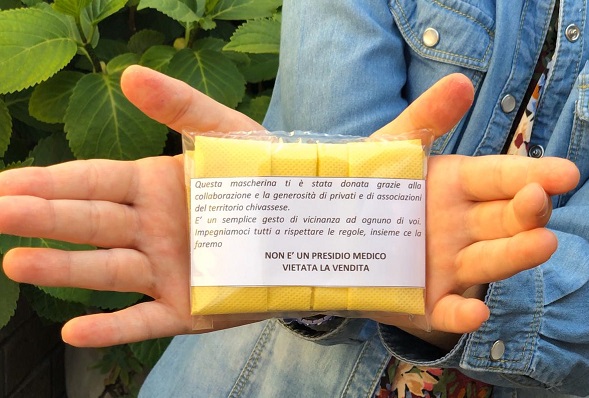 Questa mascherina ti è stata donata grazie alla
collaborazione e la generosità di privati e di associazioni
del territorio chivassese.
E' un semplice gesto di vicinanza ad ognuno di voi.
Impegniamoci tutti a rispettare le regole, insieme ce la
faremo
NON E' UN PRESIDIO MEDICO
VIETATA LA VENDITA